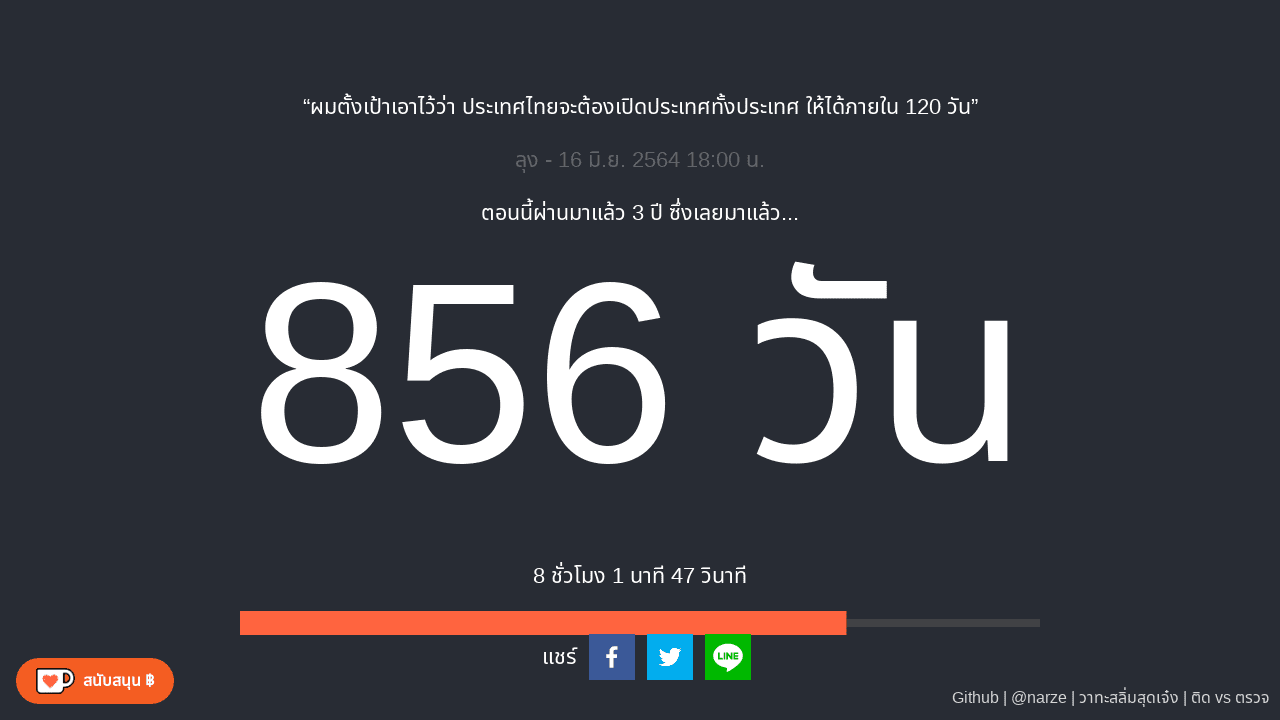 “ผมตั้งเป้าเอาไว้ว่า ประเทศไทยจะต้องเปิดประเทศทั้งประเทศ ให้ได้ภายใน 120 วัน”
ลุง - 16 มิ.ย. 2564 18:00 น.
ตอนนี้ผ่านมาแล้ว 3 ปี ซึ่งเลยมาแล้ว...
856 วัน
8 ชั่วโมง 1 นาที 47 วินาที
แชร์
LINE
สนับสนุน ฿
Github | @narze | วาทะสลิ่มสุดเจ๋ง | ติด vs ตรวจ